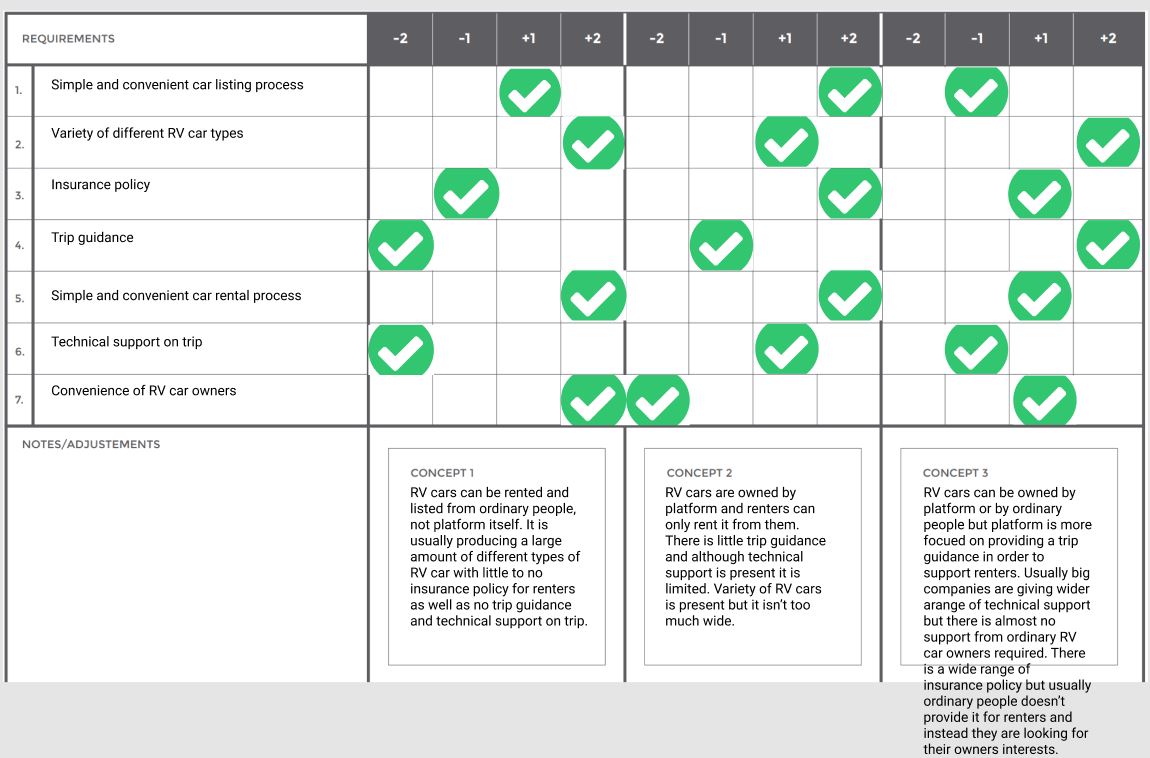 REQUIREMENTS
-2 -1 +1 +2 -2 -1 +1 +2 -2 -1 +1 +2
1. Simple and convenient car listing process
2. Variety of different RV car types
3. Insurance policy
4. Trip guidance
5. Simple and convenient car rental process
6. Technical support on trip
7. Convenience of RV car owners
NOTES/ADJUSTEMENTS
CONCEPT 1
RV cars can be rented and
listed from ordinary people,
not platform itself. It is
usually producing a large
amount of different types of
RV car with little to no
insurance policy for renters
as well as no trip guidance
and technical support on trip.
CONCEPT 2
RV cars are owned by
platform and renters can
only rent it from them.
There is little trip guidance
and although technical
support is present it is
limited. Variety of RV cars
is present but it isn't too
much wide.
CONCEPT 3
RV cars can be owned by
platform or by ordinary
people but platform is more
focused on providing a trip
guidance in order to
support renters. Usually big
companies are giving wider
arange of technical support
but there is almost no
support from ordinary RV
car owners required. There
is a wide range of
insurance policy but usually
ordinary people doesn't
provide it for renters and
instead they are looking for
their owners interests.